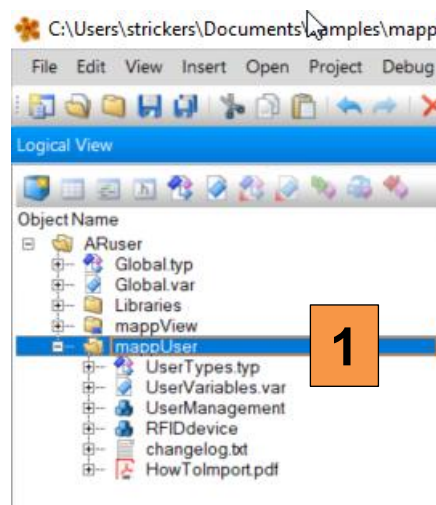 C:\Users\strickers\Documents\Samples\mapp
File Edit View Insert Open Project Debug
Logical View
Object Name
ARuser
Global.typ
Global.var
Libraries
mappView
mappUser
1
UserTypes.typ
UserVariables.var
UserManagement
RFIDdevice
changelog.txt
HowToImport.pdf